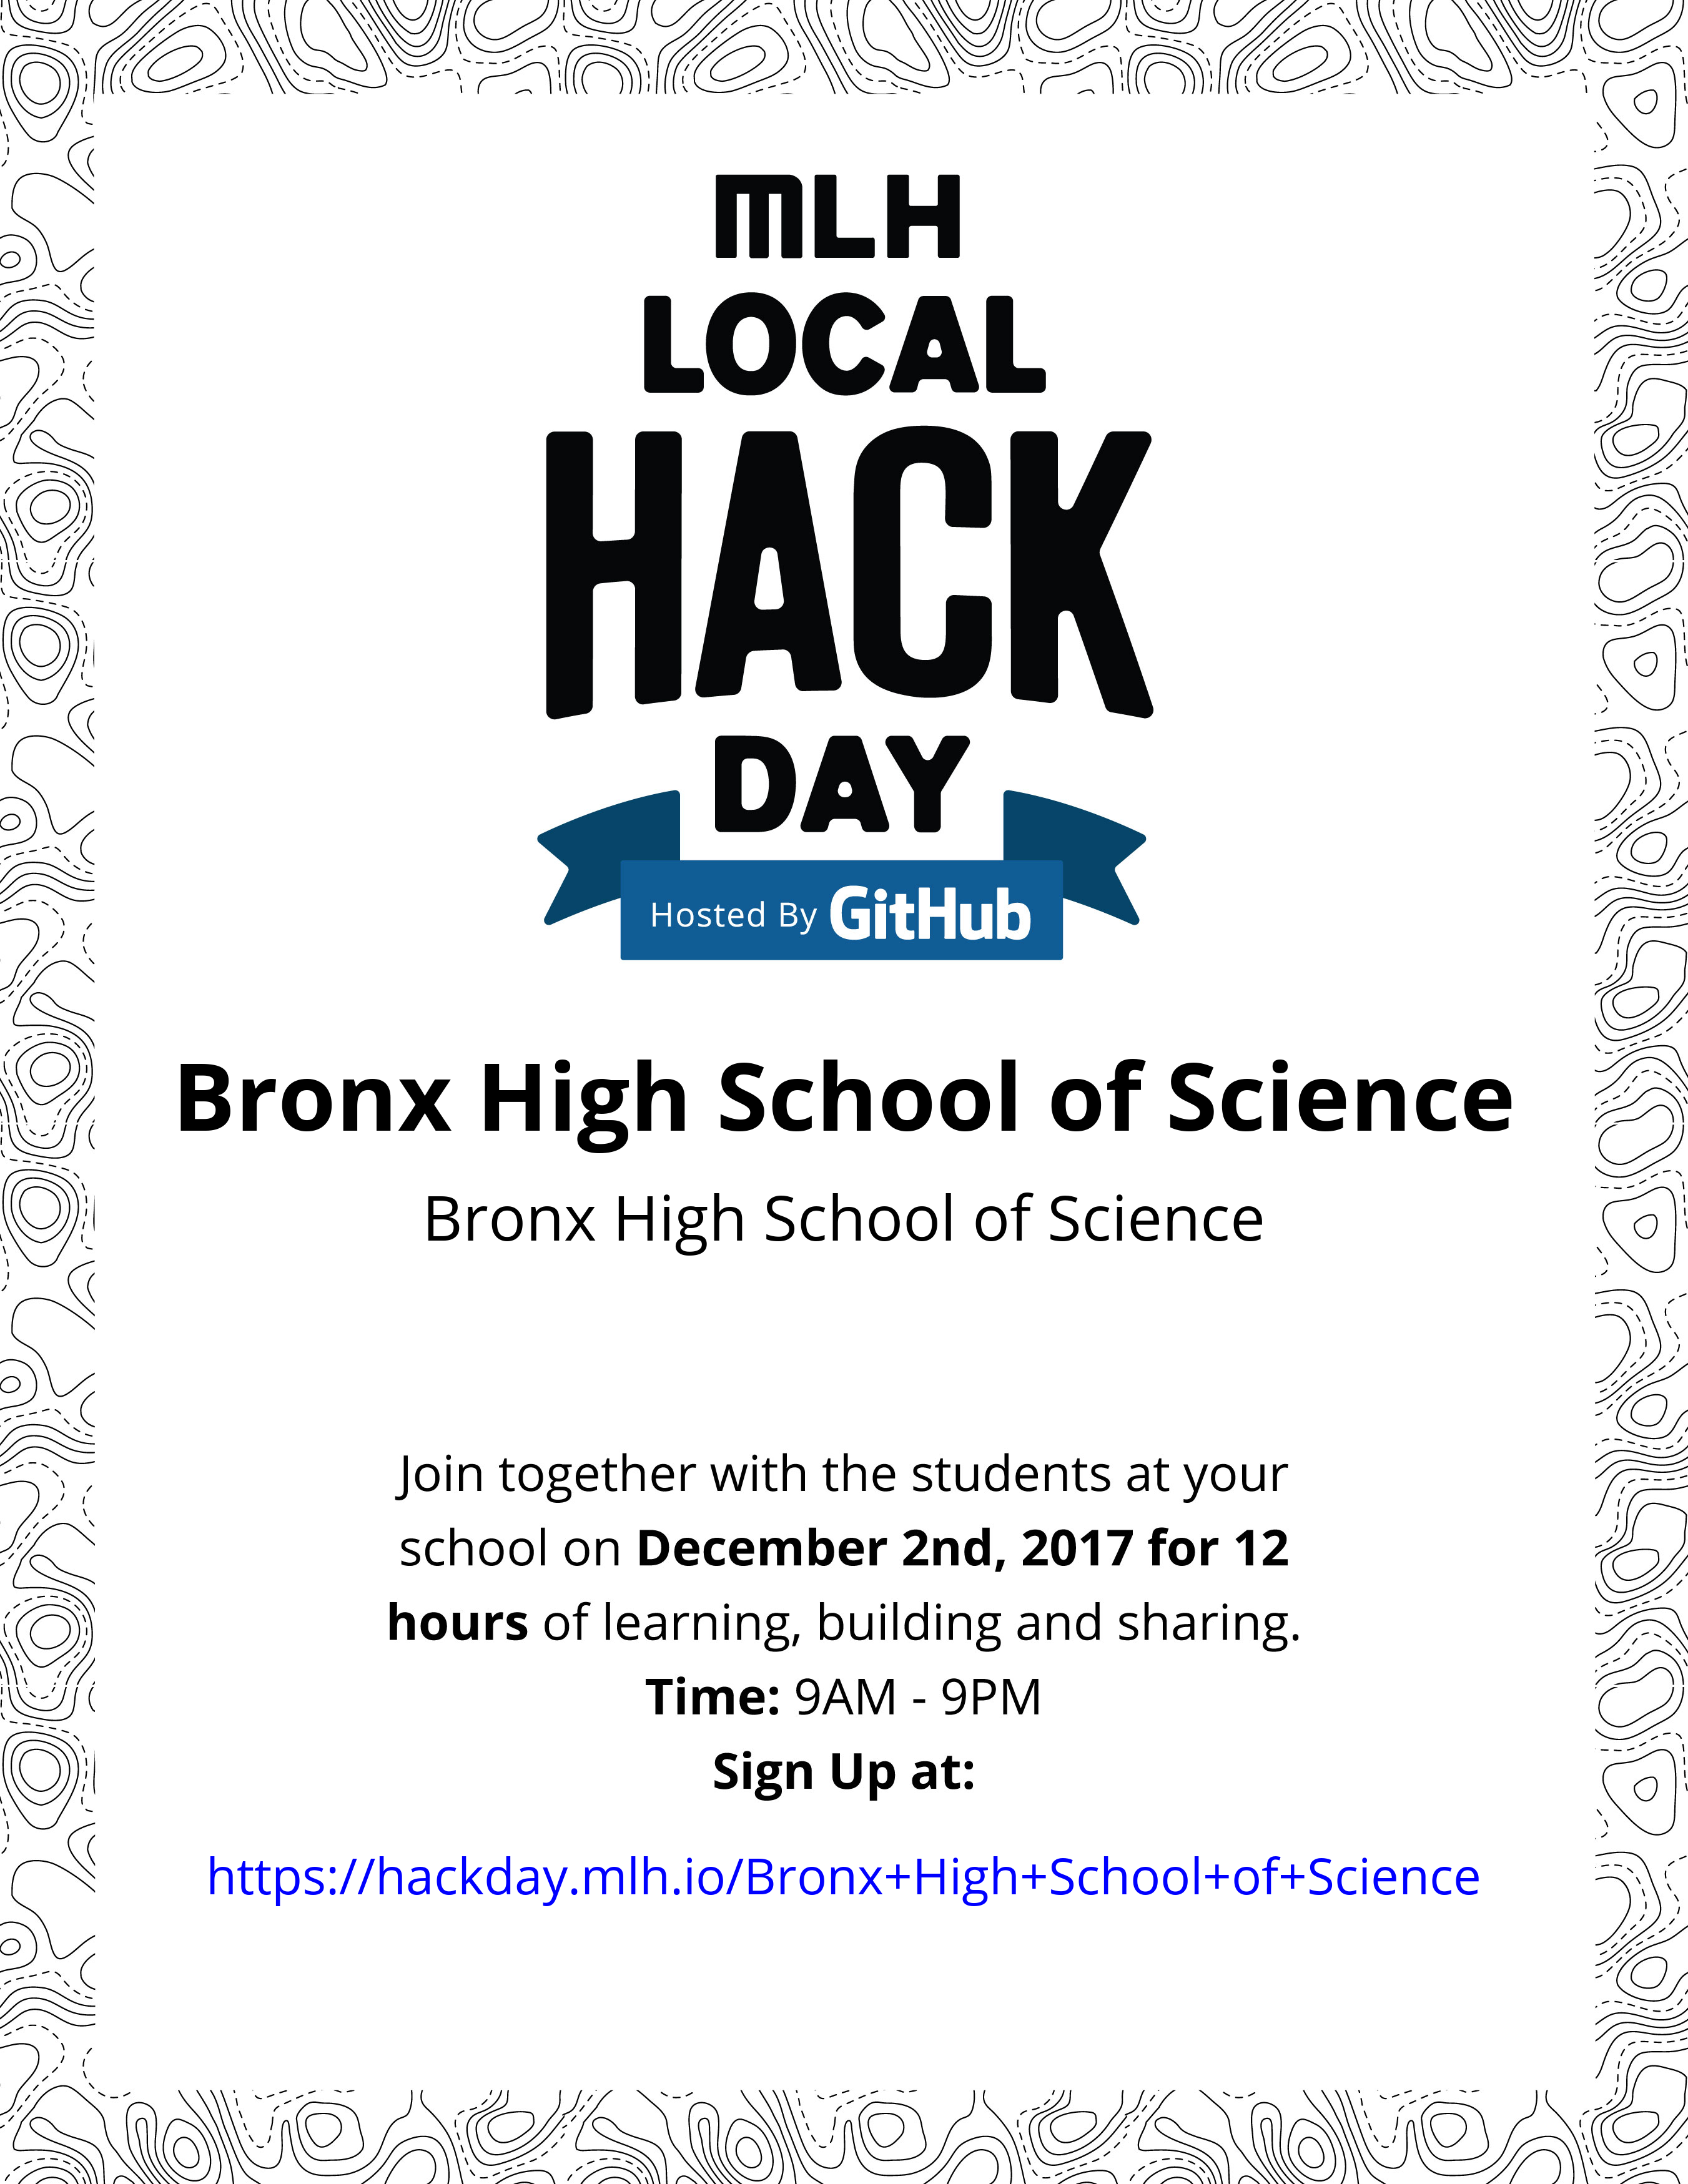 MLH
LOCAL
HACK
DAY
Hosted By GitHub
Bronx High School of Science
Bronx High School of Science
Join together with the students at your
school on December 2nd, 2017 for 12
hours of learning, building and sharing.
Time: 9AM - 9PM
Sign Up at:
https://hackday.mlh.io/Bronx+High+School+of+Science